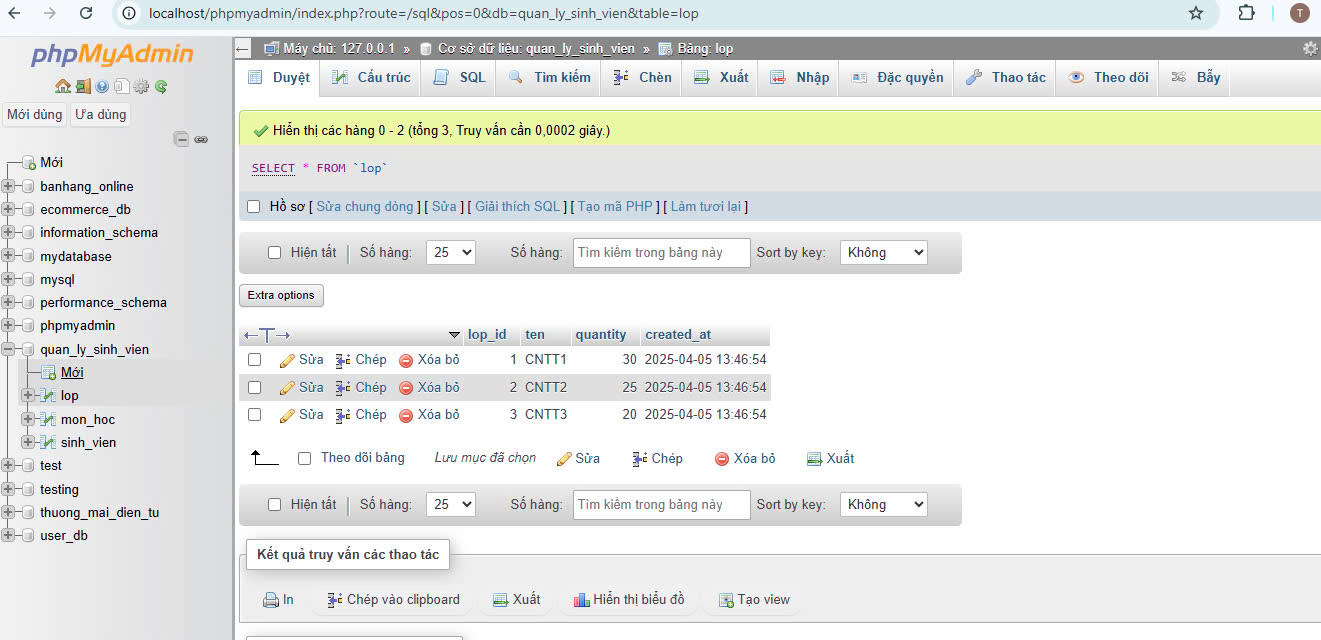 localhost/phpmyadmin/index.php?route=/sql&pos=0&db=quan_ly_sinh_vien&table=lop
T
phpMyAdmin
Mới dùng Ưa dùng
Mới
banhang_online
ecommerce_db
information_schema
mydatabase
mysql
performance_schema
phpmyadmin
quan_ly_sinh_vien
Mới
lop
mon_hoc
sinh_vien
test
testing
thuong_mai_dien_tu
user_db
Máy chủ: 127.0.0.1 » Cơ sở dữ liệu: quan_ly_sinh_vien » Bảng: lop
Duyệt Cấu trúc SQL Tìm kiếm Chèn Xuất Nhập Đặc quyền Thao tác Theo dõi Bẫy
Hiển thị các hàng 0 - 2 (tổng 3, Truy vấn cần 0,0002 giây.)
SELECT * FROM `lop`
Hồ sơ [ Sửa chung dòng ] [ Sửa ] [ Giải thích SQL ] [ Tạo mã PHP ] [ Làm tươi lại ]
Hiện tất Số hàng: 25 Số hàng: Tìm kiếm trong bảng này Sort by key: Không
Extra options
lop_id ten quantity created_at
Sửa Chép Xóa bỏ 1 CNTT1 30 2025-04-05 13:46:54
Sửa Chép Xóa bỏ 2 CNTT2 25 2025-04-05 13:46:54
Sửa Chép Xóa bỏ 3 CNTT3 20 2025-04-05 13:46:54
Theo dõi bảng Lưu mục đã chọn Sửa Chép Xóa bỏ Xuất
Hiện tất Số hàng: 25 Số hàng: Tìm kiếm trong bảng này Sort by key: Không
Kết quả truy vấn các thao tác
In Chép vào clipboard Xuất Hiển thị biểu đồ Tạo view